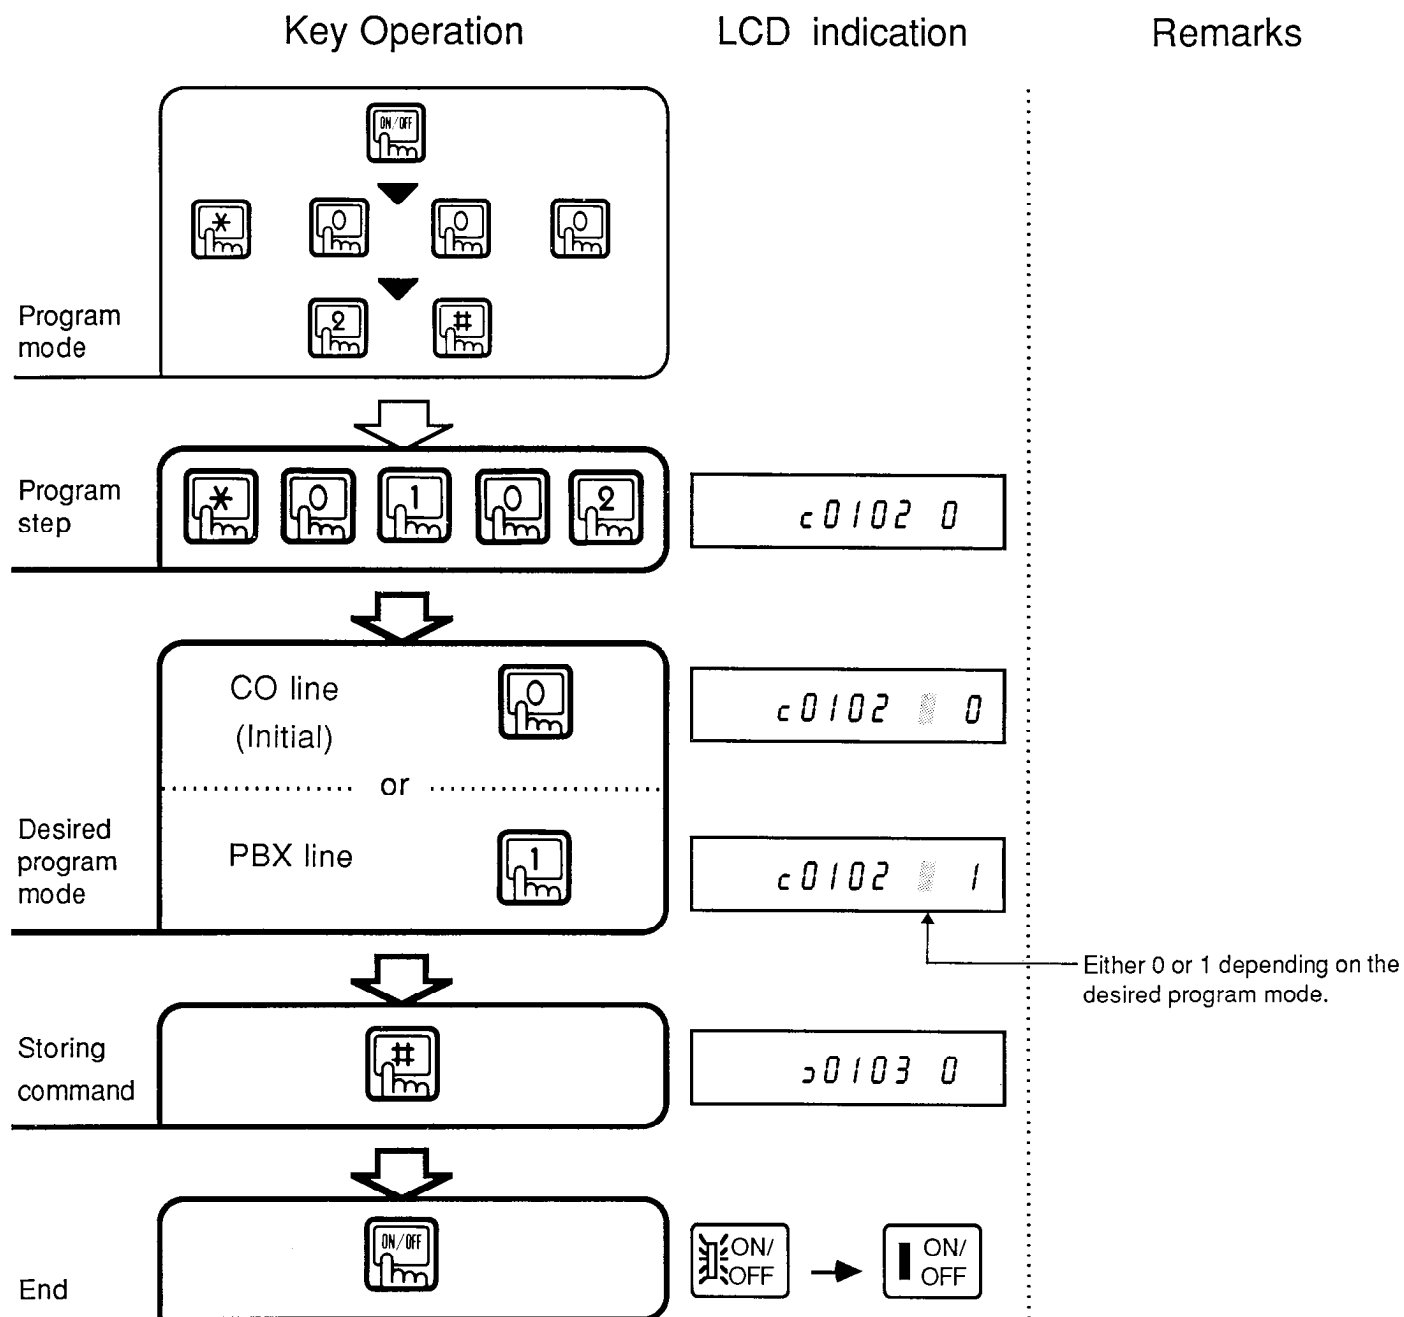 Key Operation LCD indication Remarks
ON/OFF
* 0 0 0
2 #
Program
mode
Program
step
* 0 1 0 2
c0102 0
CO line
(Initial)
0
c0102 0
or
Desired
program
mode
PBX line
1
c0102 1
Either 0 or 1 depending on the
desired program mode.
Storing
command
#
ɔ0103 0
End
ON/OFF
ON/
OFF
ON/
OFF